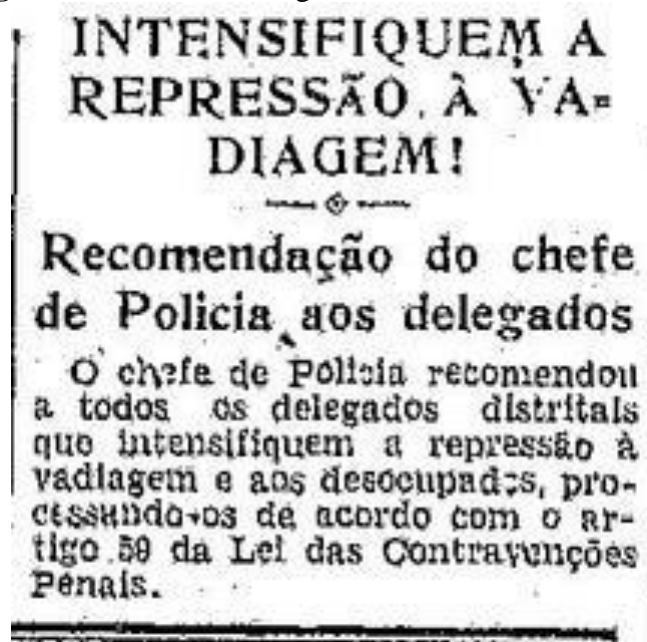 INTENSIFIQUEM A
REPRESSÃO À VA-
DIAGEM!
Recomendação do chefe
de Policia aos delegados
O chefe de Policia recomendou
a todos os delegados distritais
que intensifiquem a repressão à
vadiagem e aos desocupados, pro-
cessando-os de acordo com o ar-
tigo 59 da Lei das Contravenções
Penais.